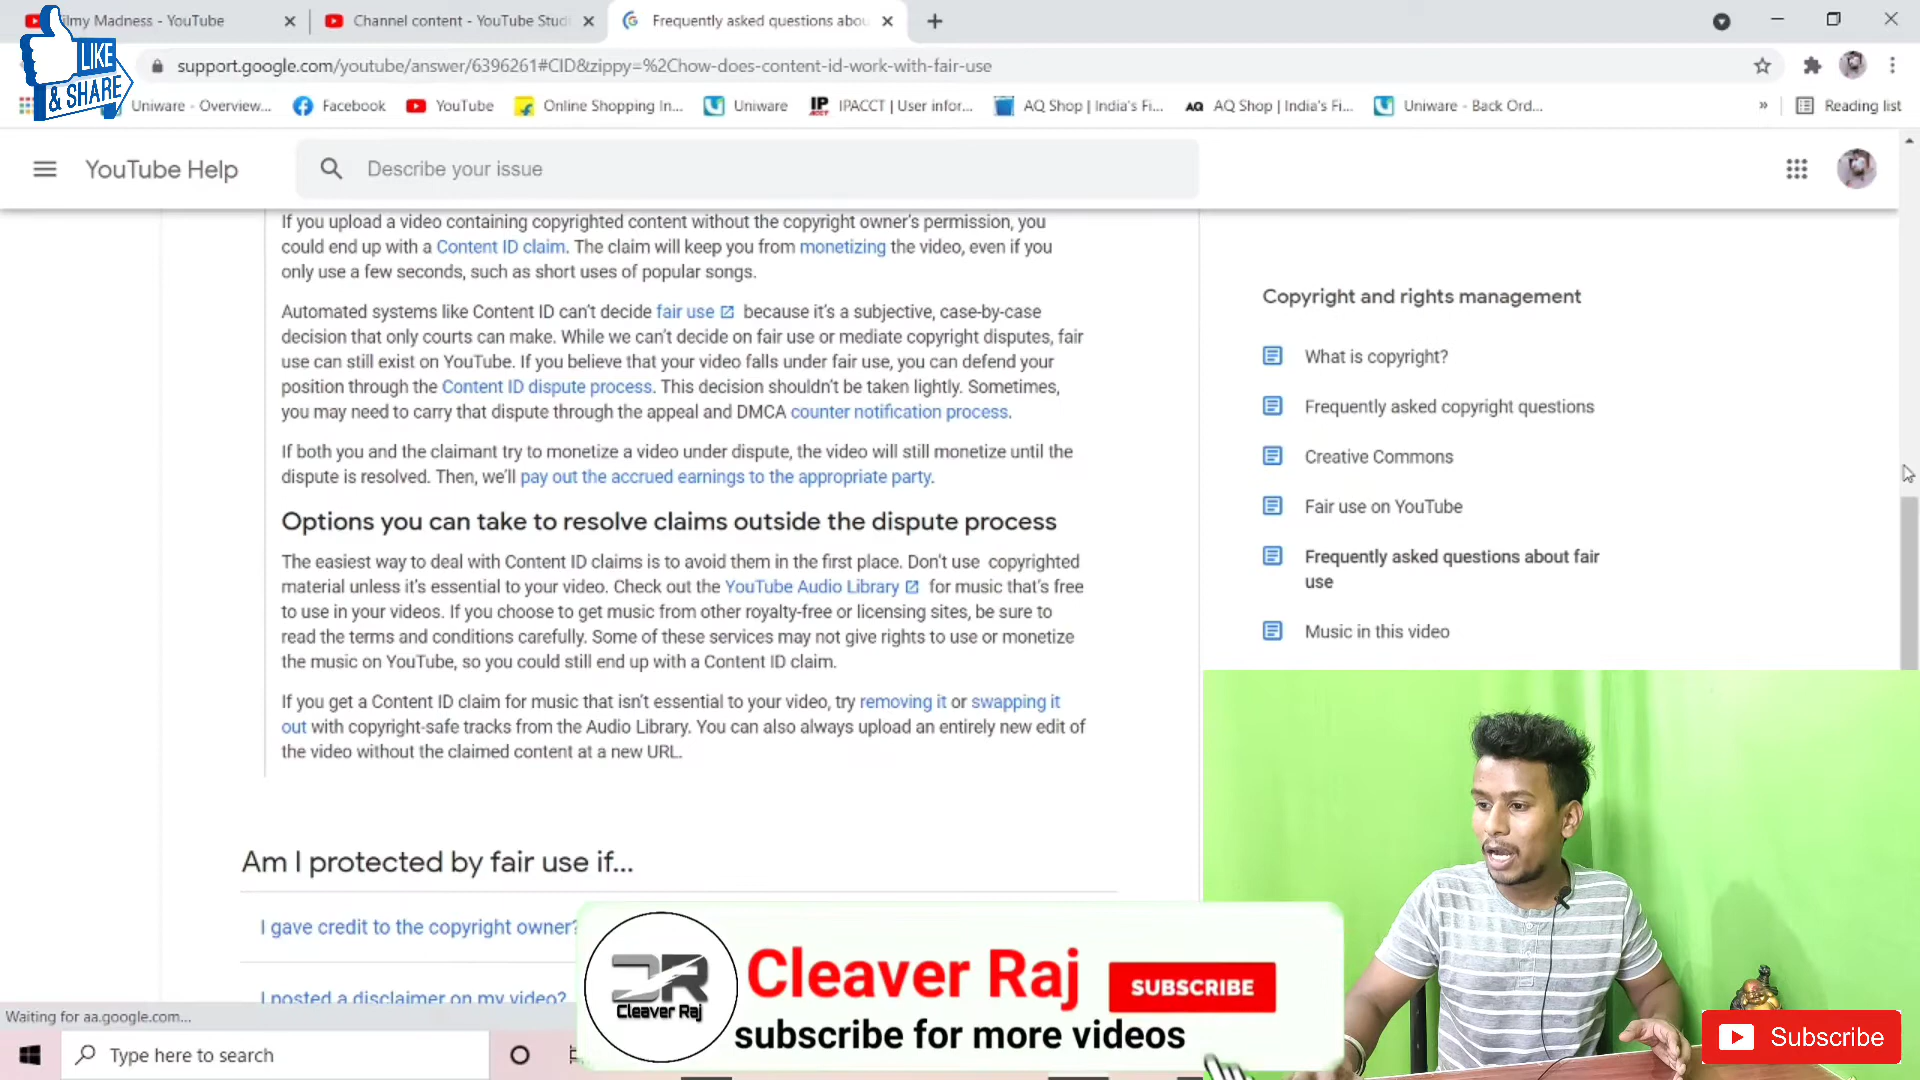 ilmy Madness - YouTube
Channel content - YouTube Stud
Frequently asked questions abou
support.google.com/youtube/answer/6396261#CID&zippy=%2Chow-does-content-id-work-with-fair-use
LIKE
& SHARE
Uniware - Overview...
Facebook
YouTube
Online Shopping In...
Uniware
IP IPACCT | User infor...
AQ Shop | India's Fi...
AQ AQ Shop | India's Fi...
Uniware - Back Ord...
»
Reading list
YouTube Help
Describe your issue
If you upload a video containing copyrighted content without the copyright owner's permission, you
could end up with a Content ID claim. The claim will keep you from monetizing the video, even if you
only use a few seconds, such as short uses of popular songs.
Automated systems like Content ID can't decide fair use because it's a subjective, case-by-case
decision that only courts can make. While we can't decide on fair use or mediate copyright disputes, fair
use can still exist on YouTube. If you believe that your video falls under fair use, you can defend your
position through the Content ID dispute process. This decision shouldn't be taken lightly. Sometimes,
you may need to carry that dispute through the appeal and DMCA counter notification process.
If both you and the claimant try to monetize a video under dispute, the video will still monetize until the
dispute is resolved. Then, we'll pay out the accrued earnings to the appropriate party.
Options you can take to resolve claims outside the dispute process
The easiest way to deal with Content ID claims is to avoid them in the first place. Don't use copyrighted
material unless it's essential to your video. Check out the YouTube Audio Library for music that's free
to use in your videos. If you choose to get music from other royalty-free or licensing sites, be sure to
read the terms and conditions carefully. Some of these services may not give rights to use or monetize
the music on YouTube, so you could still end up with a Content ID claim.
If you get a Content ID claim for music that isn't essential to your video, try removing it or swapping it
out with copyright-safe tracks from the Audio Library. You can also always upload an entirely new edit of
the video without the claimed content at a new URL.
Am I protected by fair use if...
I gave credit to the copyright owner?
I posted a disclaimer on my video?
Copyright and rights management
What is copyright?
Frequently asked copyright questions
Creative Commons
Fair use on YouTube
Frequently asked questions about fair
use
Music in this video
Waiting for aa.google.com...
Type here to search
Cleaver Raj
Cleaver Raj
SUBSCRIBE
subscribe for more videos
Subscribe